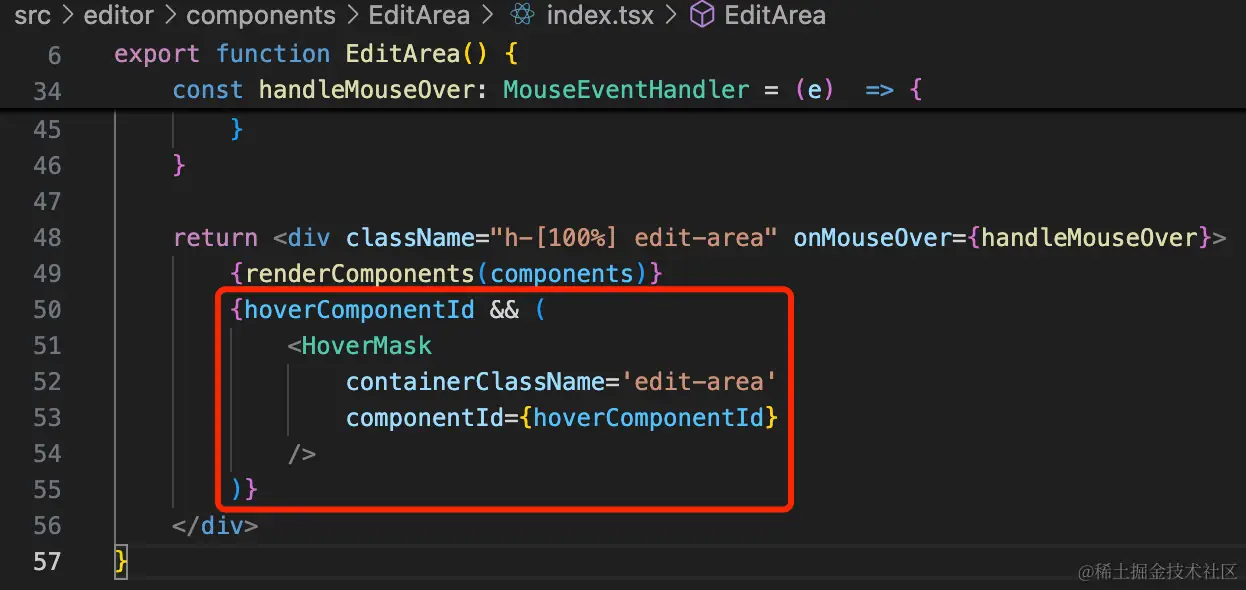 src > editor > components > EditArea > index.tsx > EditArea
6 export function EditArea() {
34 const handleMouseOver: MouseEventHandler = (e) => {
45 }
46 }
47
48 return <div className="h-[100%] edit-area" onMouseOver={handleMouseOver}>
49 {renderComponents(components)}
50 {hoverComponentId && (
51 <HoverMask
52 containerClassName='edit-area'
53 componentId={hoverComponentId}
54 />
55 )}
56 </div>
57 }
@稀土掘金技术社区